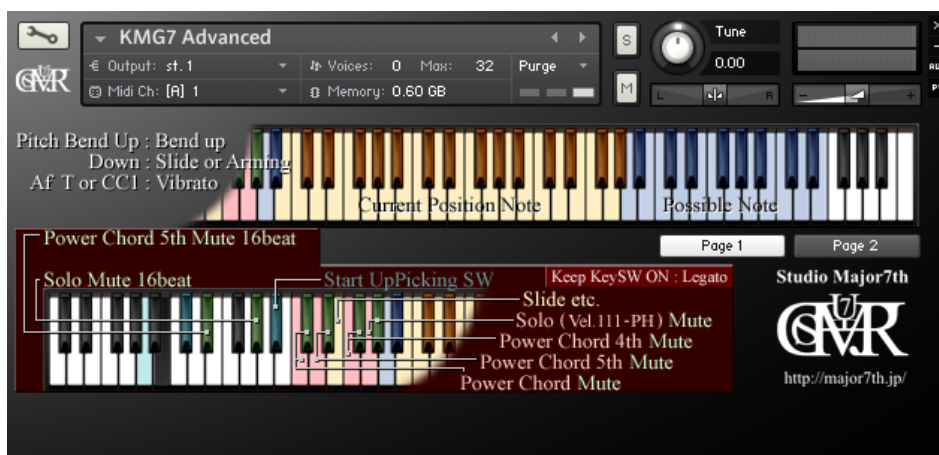 KMG7 Advanced
Output: st.1
Voices: 0 Max: 32
Purge
Midi Ch: [A] 1
Memory: 0.60 GB
S
M
Tune
0.00
L
R
-
+
Pitch Bend Up : Bend up
Down : Slide or Arming
Af T or CC1 : Vibrato
Current Position Note
Possible Note
Page 1
Page 2
Power Chord 5th Mute 16beat
Solo Mute 16beat
Start UpPicking SW
Keep KeySW ON : Legato
Slide etc.
Solo (Vel.111-PH) Mute
Power Chord 4th Mute
Power Chord 5th Mute
Power Chord Mute
Studio Major7th
http://major7th.jp/